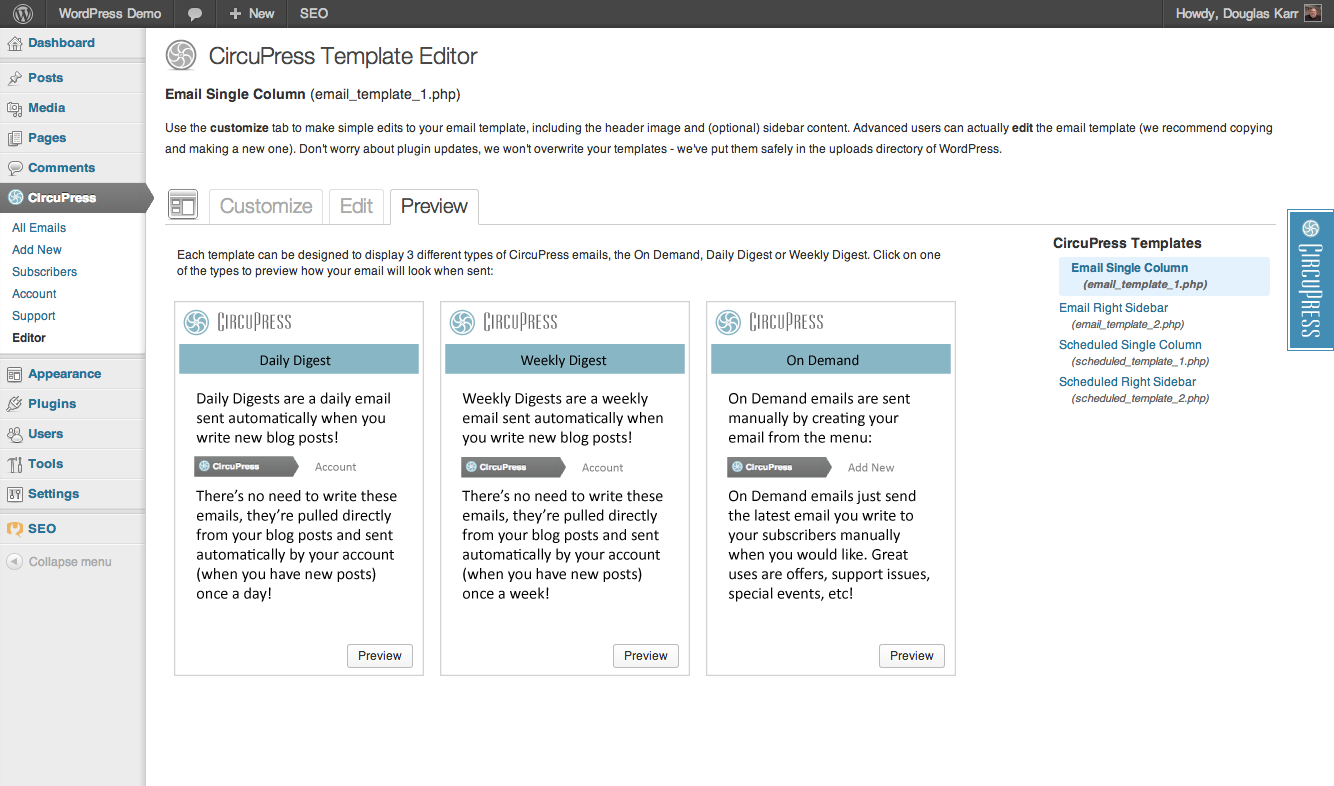 WordPress Demo
New
SEO
Howdy, Douglas Karr
Dashboard
Posts
Media
Pages
Comments
CircuPress
All Emails
Add New
Subscribers
Account
Support
Editor
Appearance
Plugins
Users
Tools
Settings
SEO
Collapse menu
CircuPress Template Editor
Email Single Column (email_template_1.php)
Use the customize tab to make simple edits to your email template, including the header image and (optional) sidebar content. Advanced users can actually edit the email template (we recommend copying
and making a new one). Don't worry about plugin updates, we won't overwrite your templates - we've put them safely in the uploads directory of WordPress.
Customize
Edit
Preview
Each template can be designed to display 3 different types of CircuPress emails, the On Demand, Daily Digest or Weekly Digest. Click on one
of the types to preview how your email will look when sent:
CircuPress
Daily Digest
Daily Digests are a daily email
sent automatically when you
write new blog posts!
CircuPress Account
There's no need to write these
emails, they're pulled directly
from your blog posts and sent
automatically by your account
(when you have new posts)
once a day!
Preview
CircuPress
Weekly Digest
Weekly Digests are a weekly
email sent automatically when
you write new blog posts!
CircuPress Account
There's no need to write these
emails, they're pulled directly
from your blog posts and sent
automatically by your account
(when you have new posts)
once a week!
Preview
CircuPress
On Demand
On Demand emails are sent
manually by creating your
email from the menu:
CircuPress Add New
On Demand emails just send
the latest email you write to
your subscribers manually
when you would like. Great
uses are offers, support issues,
special events, etc!
Preview
CircuPress Templates
Email Single Column
(email_template_1.php)
Email Right Sidebar
(email_template_2.php)
Scheduled Single Column
(scheduled_template_1.php)
Scheduled Right Sidebar
(scheduled_template_2.php)
CircuPress